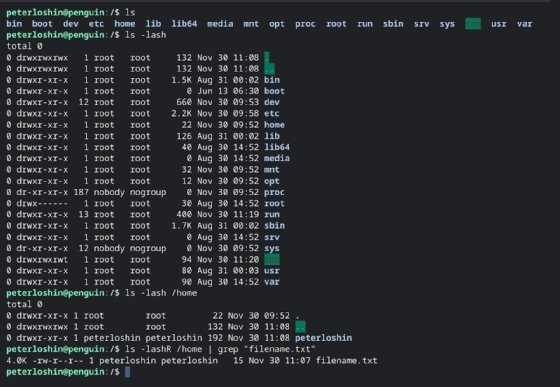 peterloshin@penguin:/$ ls
bin boot dev etc home lib lib64 media mnt opt proc root run sbin srv sys usr var
peterloshin@penguin:/$ ls -lash
total 0
0 drwxrwxrwx 1 root root 132 Nov 30 11:08 .
0 drwxrwxrwx 1 root root 132 Nov 30 11:08 ..
0 drwxr-xr-x 1 root root 1.5K Aug 31 00:02 bin
0 drwxr-xr-x 1 root root 0 Jun 13 06:30 boot
0 drwxr-xr-x 12 root root 660 Nov 30 09:53 dev
0 drwxr-xr-x 1 root root 2.2K Nov 30 09:58 etc
0 drwxr-xr-x 1 root root 22 Nov 30 09:52 home
0 drwxr-xr-x 1 root root 126 Aug 31 00:02 lib
0 drwxr-xr-x 1 root root 40 Aug 30 14:52 lib64
0 drwxr-xr-x 1 root root 0 Aug 30 14:52 media
0 drwxr-xr-x 1 root root 32 Nov 30 09:52 mnt
0 drwxr-xr-x 1 root root 12 Nov 30 09:52 opt
0 dr-xr-xr-x 187 nobody nogroup 0 Nov 30 09:52 proc
0 drwx------ 1 root root 30 Aug 30 14:52 root
0 drwxr-xr-x 13 root root 400 Nov 30 11:19 run
0 drwxr-xr-x 1 root root 1.7K Aug 31 00:02 sbin
0 drwxr-xr-x 1 root root 0 Aug 30 14:52 srv
0 dr-xr-xr-x 12 nobody nogroup 0 Nov 30 09:52 sys
0 drwxrwxrwt 1 root root 94 Nov 30 11:20
0 drwxr-xr-x 1 root root 80 Aug 31 00:03 usr
0 drwxr-xr-x 1 root root 90 Aug 30 14:52 var
peterloshin@penguin:/$ ls -lash /home
total 0
0 drwxr-xr-x 1 root root 22 Nov 30 09:52 .
0 drwxrwxrwx 1 root root 132 Nov 30 11:08 ..
0 drwxr-xr-x 1 peterloshin peterloshin 192 Nov 30 11:08 peterloshin
peterloshin@penguin:/$ ls -lashR /home | grep "filename.txt"
4.0K -rw-r--r-- 1 peterloshin peterloshin 15 Nov 30 11:07 filename.txt
peterloshin@penguin:/$